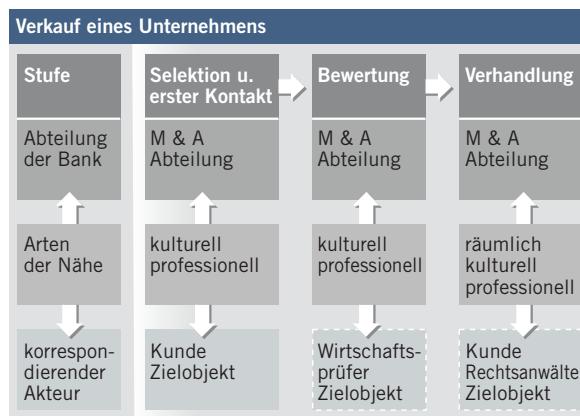 Verkauf eines Unternehmens
Stufe
Abteilung
der Bank
Arten
der Nähe
korrespon-
dierender
Akteur
Selektion u.
erster Kontakt
M & A
Abteilung
kulturell
professionell
Kunde
Zielobjekt
Bewertung
M & A
Abteilung
kulturell
professionell
Wirtschafts-
prüfer
Zielobjekt
Verhandlung
M & A
Abteilung
räumlich
kulturell
professionell
Kunde
Rechtsanwälte
Zielobjekt